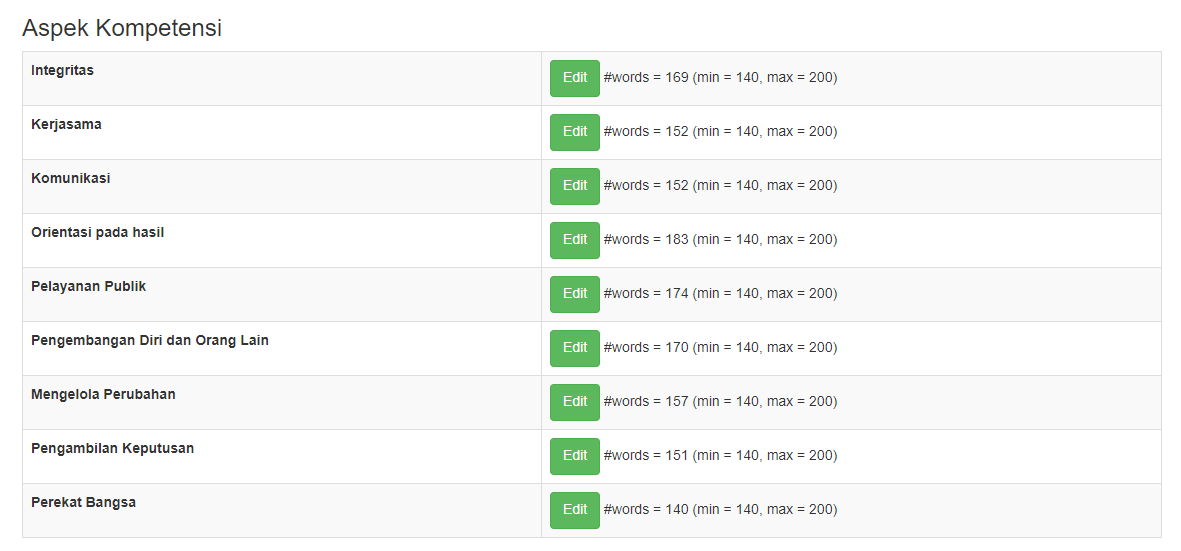 Aspek Kompetensi
Integritas
Edit #words = 169 (min = 140, max = 200)
Kerjasama
Edit #words = 152 (min = 140, max = 200)
Komunikasi
Edit #words = 152 (min = 140, max = 200)
Orientasi pada hasil
Edit #words = 183 (min = 140, max = 200)
Pelayanan Publik
Edit #words = 174 (min = 140, max = 200)
Pengembangan Diri dan Orang Lain
Edit #words = 170 (min = 140, max = 200)
Mengelola Perubahan
Edit #words = 157 (min = 140, max = 200)
Pengambilan Keputusan
Edit #words = 151 (min = 140, max = 200)
Perekat Bangsa
Edit #words = 140 (min = 140, max = 200)